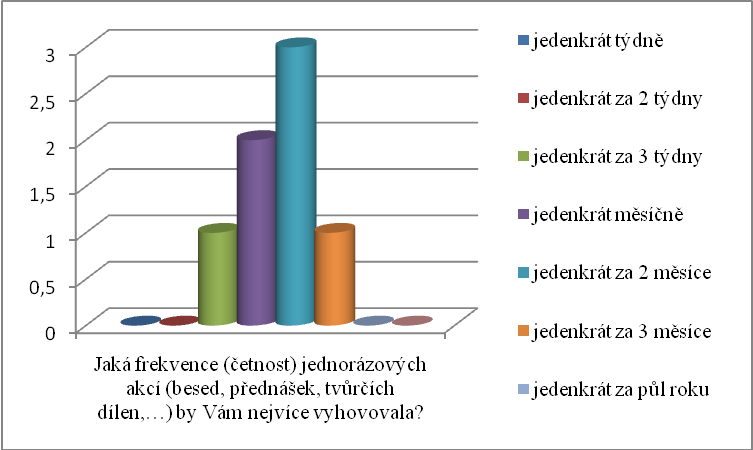 3
2,5
2
1,5
1
0,5
0
Jaká frekvence (četnost) jednorázových
akcí (besed, přednášek, tvůrčích
dílen,…) by Vám nejvíce vyhovovala?
jedenkrát týdně
jedenkrát za 2 týdny
jedenkrát za 3 týdny
jedenkrát měsíčně
jedenkrát za 2 měsíce
jedenkrát za 3 měsíce
jedenkrát za půl roku